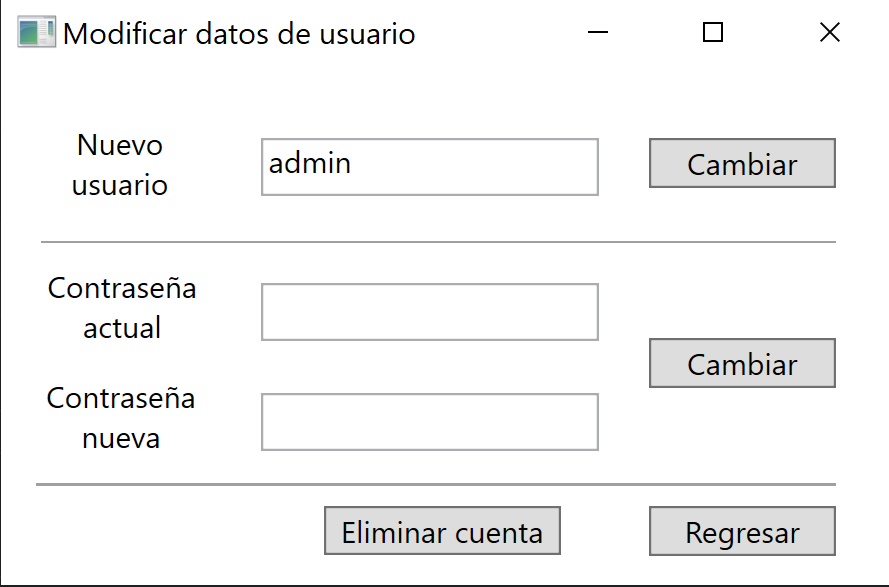 Modificar datos de usuario
Nuevo
usuario
admin
Cambiar
Contraseña
actual
Cambiar
Contraseña
nueva
Eliminar cuenta
Regresar